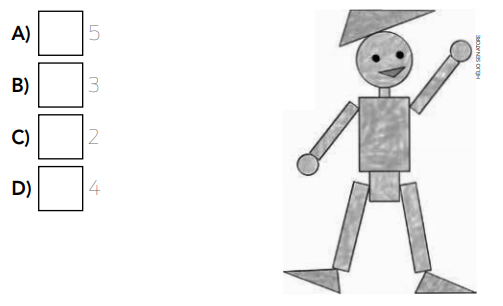 A) 5
B) 3
C) 2
D) 4
HÉLIO SENATORE